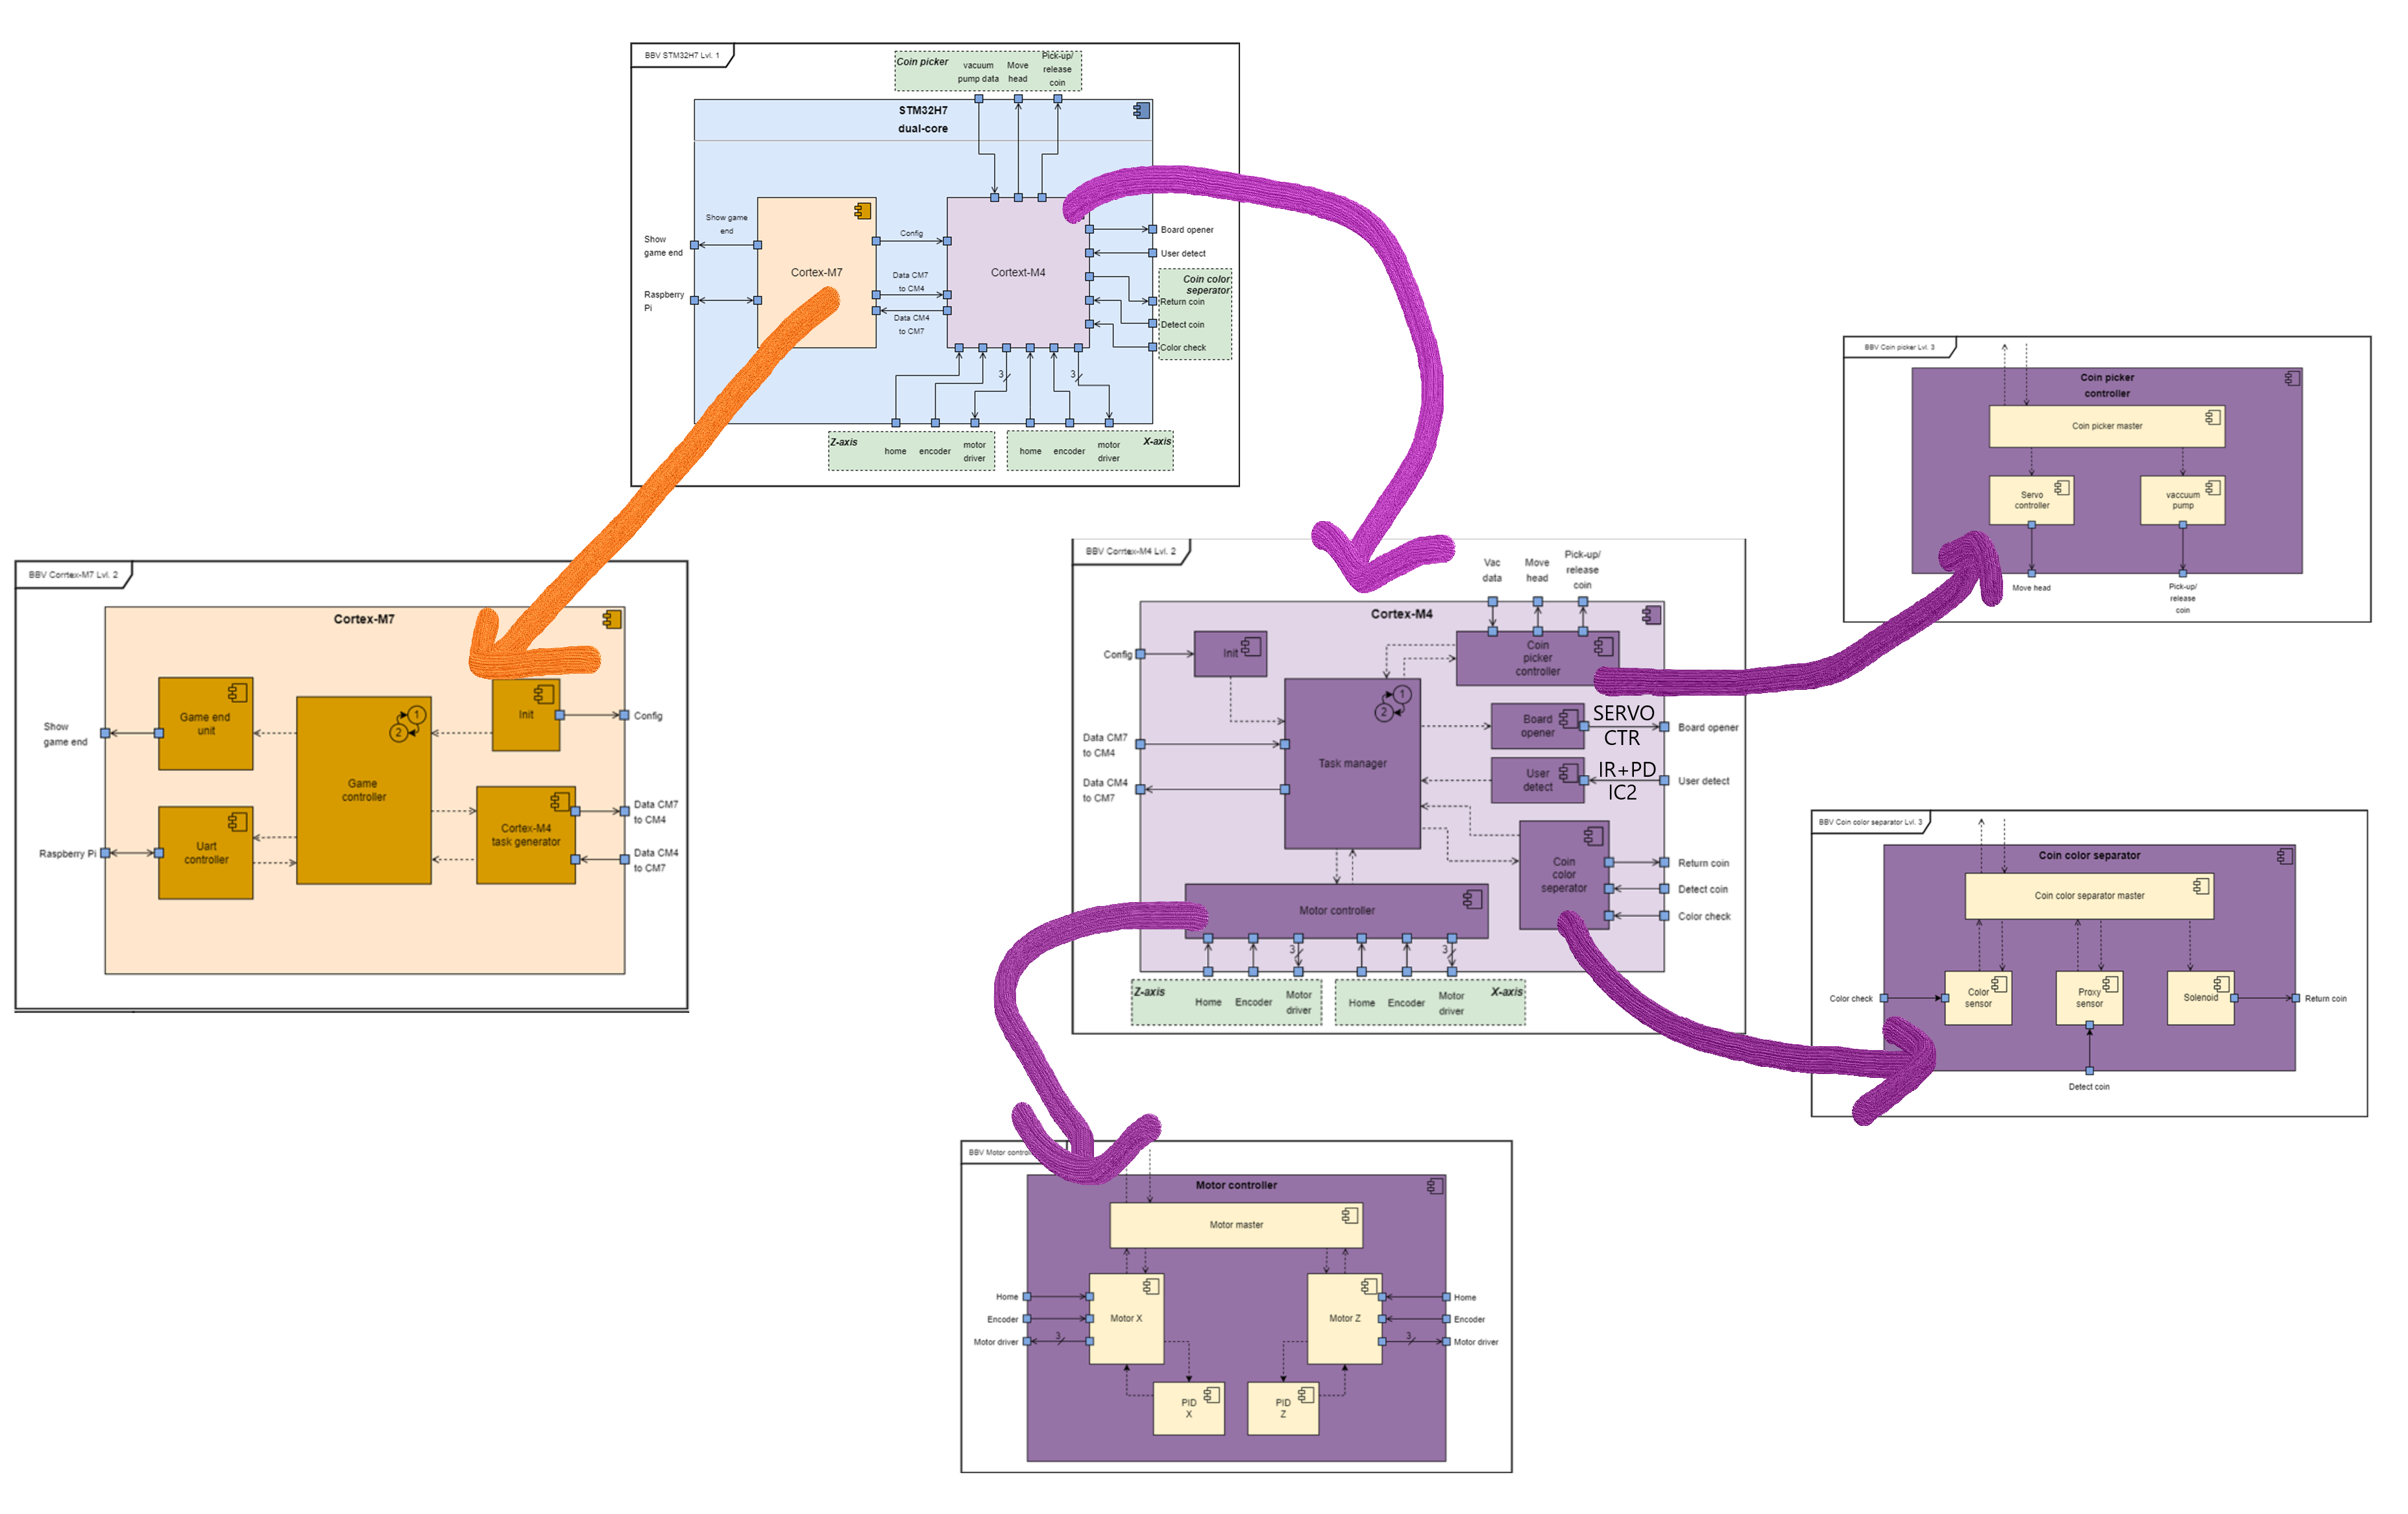 BBV STM32H7 Lvl. 1
Coin picker
vacuum
pump data
Move
head
Pick-up/
release
coin
STM32H7
dual-core
Show game
end
Show
game end
Raspberry
Pi
Cortex-M7
Config
Data CM7
to CM4
Data CM4
to CM7
Cortext-M4
Board opener
User detect
Coin color
seperator
Return coin
Detect coin
Color check
3
3
Z-axis
home
encoder
motor
driver
home
encoder
motor
driver
X-axis
BBV Corrtex-M7 Lvl. 2
Cortex-M7
Show
game end
Game end
unit
Game
controller
1
2
Init
Config
Raspberry Pi
Uart
controller
Cortex-M4
task generator
Data CM7
to CM4
Data CM4
to CM7
BBV Corrtex-M4 Lvl. 2
Vac
data
Move
head
Pick-up/
release
coin
Cortex-M4
Config
Init
Coin
picker
controller
1
2
Task manager
Data CM7
to CM4
Data CM4
to CM7
Board
opener
SERVO
CTR
Board opener
User
detect
IR+PD
IC2
User detect
Coin
color
seperator
Return coin
Detect coin
Color check
Motor controller
3
3
Z-axis
Home
Encoder
Motor
driver
Home
Encoder
Motor
driver
X-axis
BBV Coin picker Lvl. 3
Coin picker
controller
Coin picker master
Servo
controller
vaccuum
pump
Move head
Pick-up/
release
coin
BBV Coin color separator Lvl. 3
Coin color separator
Coin color separator master
Color check
Color
sensor
Proxy
sensor
Solenoid
Return coin
Detect coin
BBV Motor
Motor controller
Motor master
Home
Encoder
Motor driver
3
Motor X
Motor Z
3
Home
Encoder
Motor driver
PID
X
PID
Z